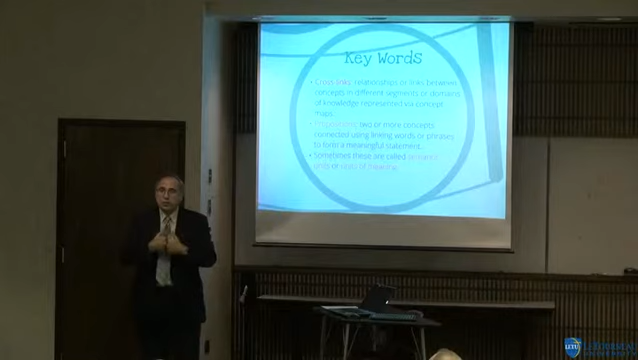 Key Words
• Cross links: relationships or links between
concepts in different segments or domains
of knowledge represented via concept
maps.
• Propositions: two or more concepts
connected using linking words or phrases
to form a meaningful statement.
• Sometimes these are called semantic
units or units of meaning.
LTU